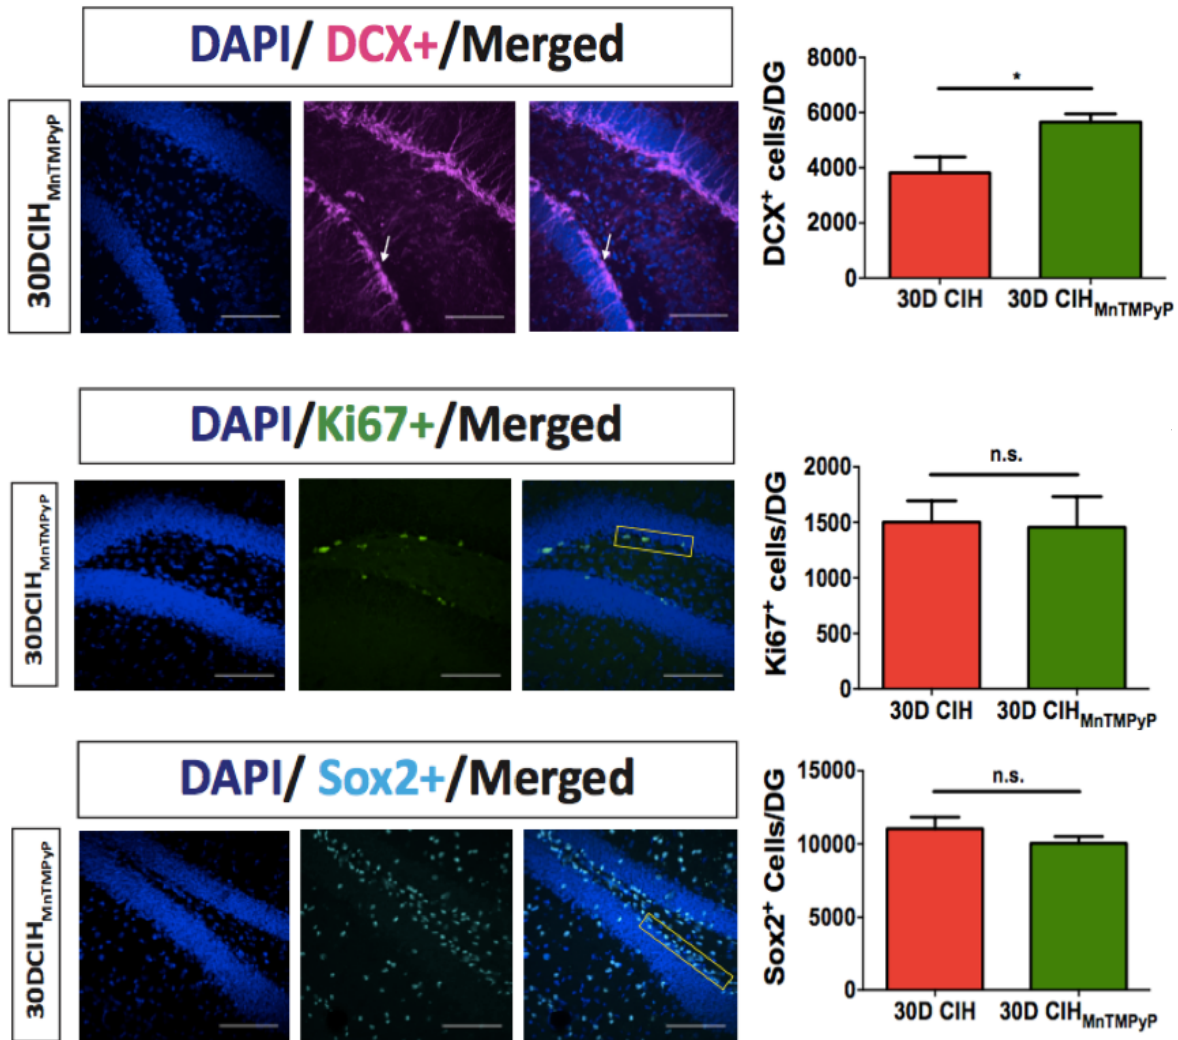 DAPI/ DCX+/Merged
30DCIHMnTMPyP
DCX+ cells/DG
8000
6000
4000
2000
0
*
30D CIH
30D CIHMnTMPyP
DAPI/Ki67+/Merged
30DCIHMnTMPyP
Ki67+ cells/DG
2000
1500
1000
500
0
n.s.
30D CIH
30D CIHMnTMPyP
DAPI/ Sox2+/Merged
30DCIHMnTMPyP
Sox2+ Cells/DG
15000
10000
5000
0
n.s.
30D CIH
30D CIHMnTMPyP